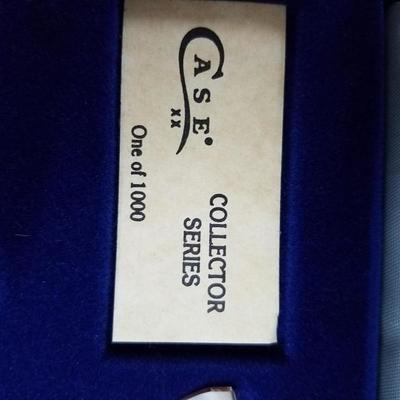 CASE
XX
COLLECTOR
SERIES
One of 1000